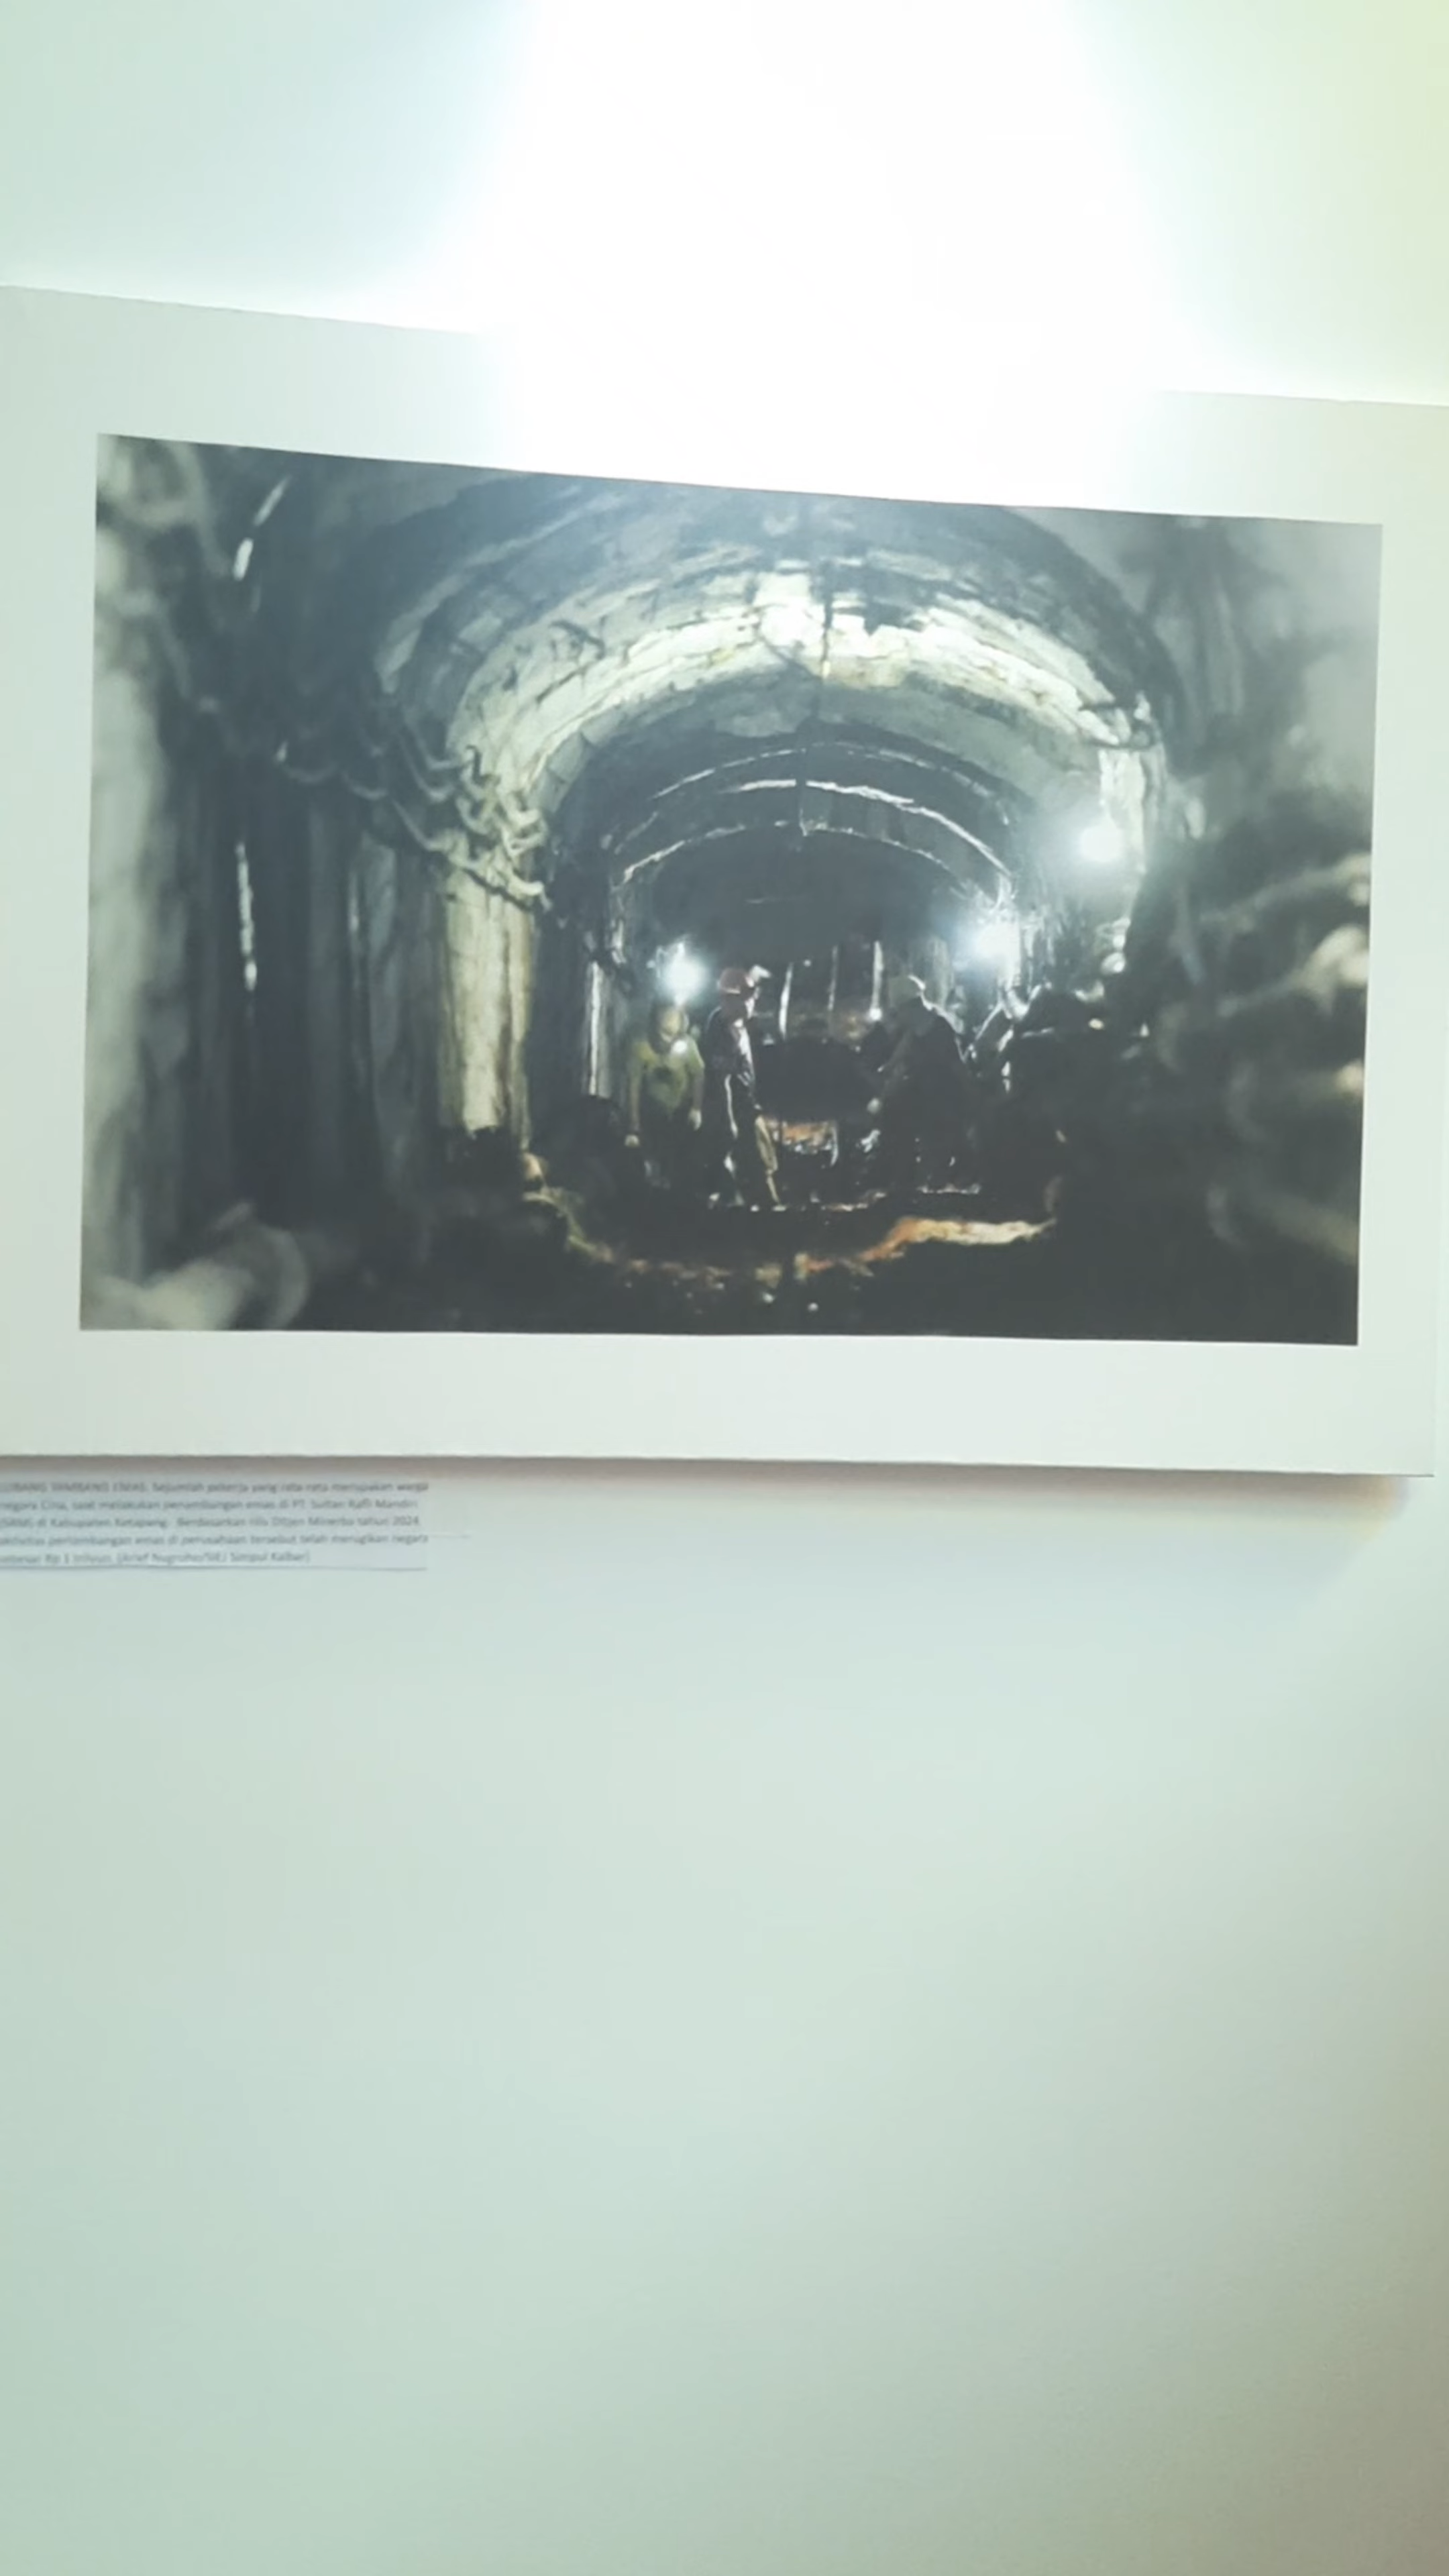 LUBANG TAMBANG EMAS. Sejumlah pekerja yang rata-rata merupakan warga
negara Cina, saat melakukan penambangan emas di PT. Sultan Rafli Mandiri
(SRM) di Kabupaten Ketapang. Berdasarkan rilis Ditjen Minerba tahun 2024
aktivitas pertambangan emas di perusahaan tersebut telah merugikan negara
sebesar Rp 1 triliun. (Arief Nugroho/SIEJ Simpul Kalbar)